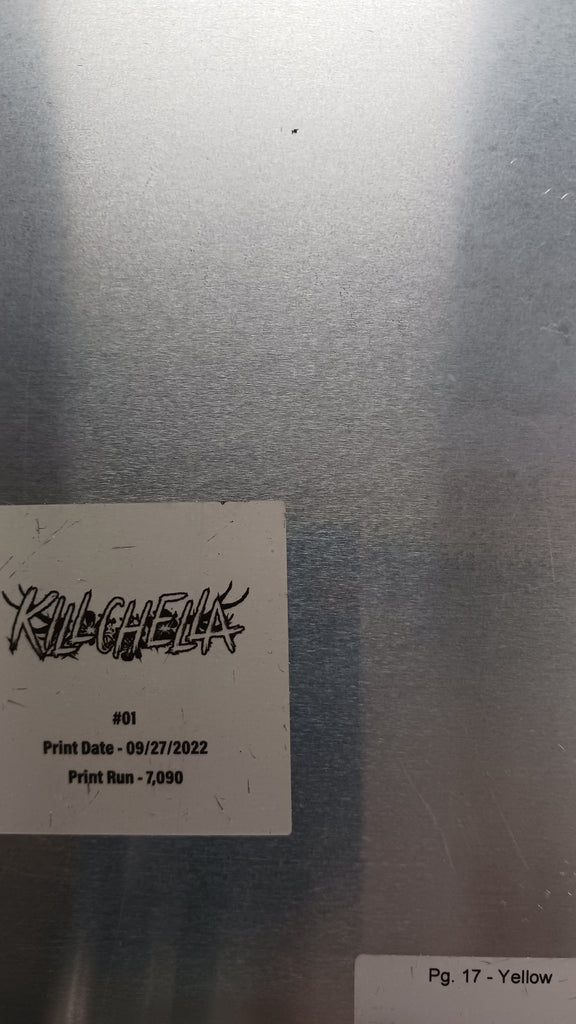 KILLCHELLA
#01
Print Date - 09/27/2022
Print Run - 7,090
Pg. 17 - Yellow